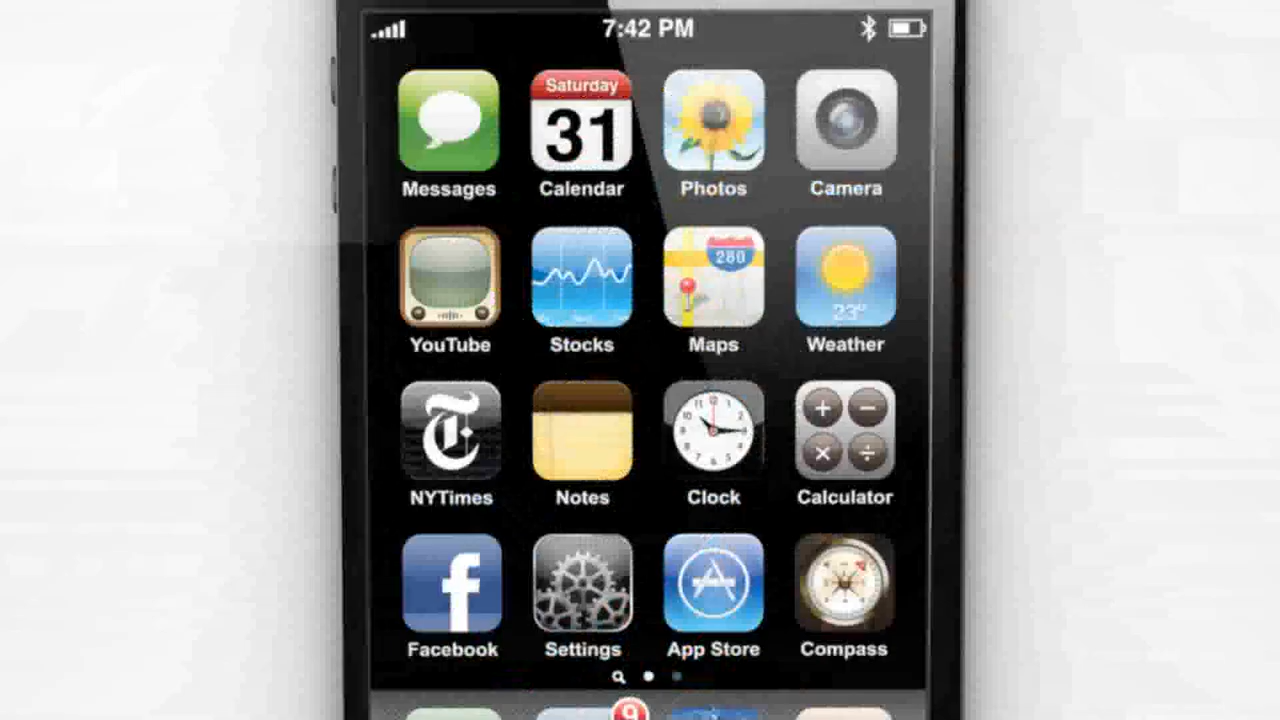 7:42 PM
Saturday
31
Messages Calendar Photos Camera
280
23°
YouTube Stocks Maps Weather
NYTimes Notes Clock Calculator
Facebook Settings App Store Compass
9